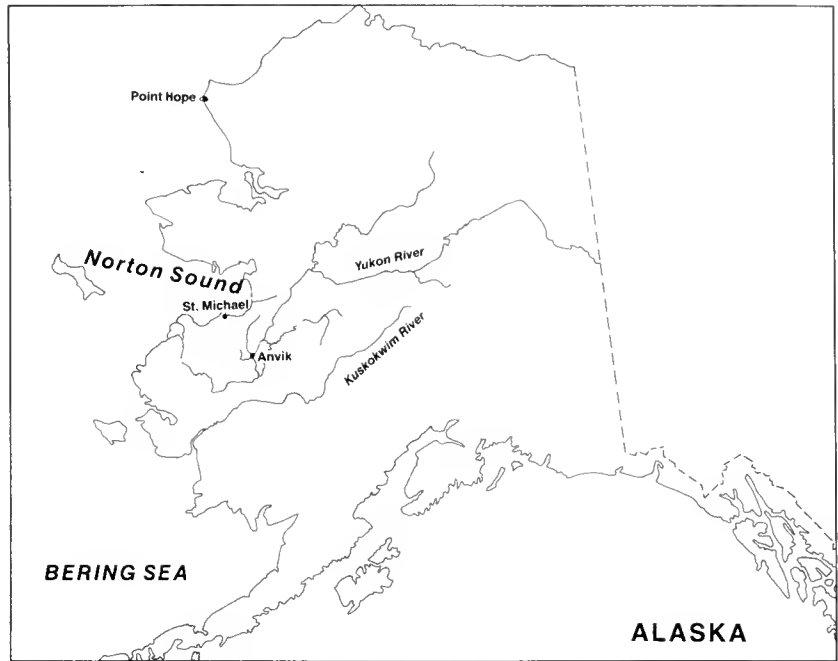 Point Hope
Norton Sound
Yukon River
St. Michael
Anvik
Kuskokwim River
BERING SEA
ALASKA